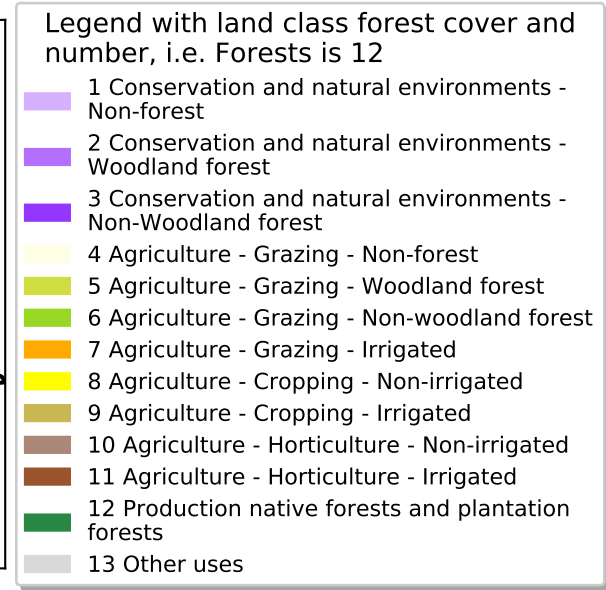 Legend with land class forest cover and
number, i.e. Forests is 12
1 Conservation and natural environments -
Non-forest
2 Conservation and natural environments -
Woodland forest
3 Conservation and natural environments -
Non-Woodland forest
4 Agriculture - Grazing - Non-forest
5 Agriculture - Grazing - Woodland forest
6 Agriculture - Grazing - Non-woodland forest
7 Agriculture - Grazing - Irrigated
8 Agriculture - Cropping - Non-irrigated
9 Agriculture - Cropping - Irrigated
10 Agriculture - Horticulture - Non-irrigated
11 Agriculture - Horticulture - Irrigated
12 Production native forests and plantation
forests
13 Other uses